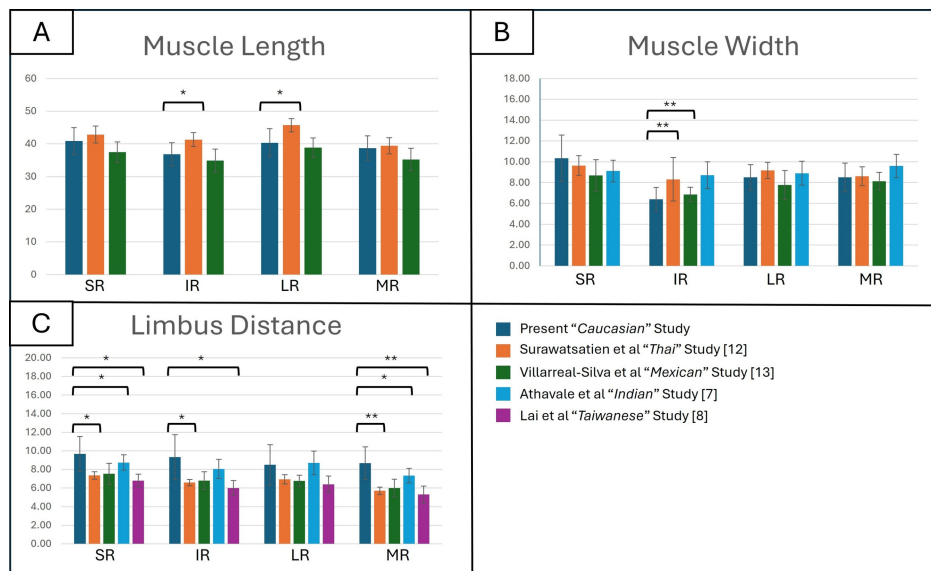 A
Muscle Length
60
50
40
30
20
10
0
*
*
SR
IR
LR
MR
B
Muscle Width
18.00
16.00
14.00
12.00
10.00
8.00
6.00
4.00
2.00
0.00
**
**
SR
IR
LR
MR
C
Limbus Distance
20.00
18.00
16.00
14.00
12.00
10.00
8.00
6.00
4.00
2.00
0.00
*
*
**
*
*
*
*
**
SR
IR
LR
MR
Present “Caucasian” Study
Surawatsatien et al “Thai” Study [12]
Villarreal-Silva et al “Mexican” Study [13]
Athavale et al “Indian” Study [7]
Lai et al “Taiwanese” Study [8]